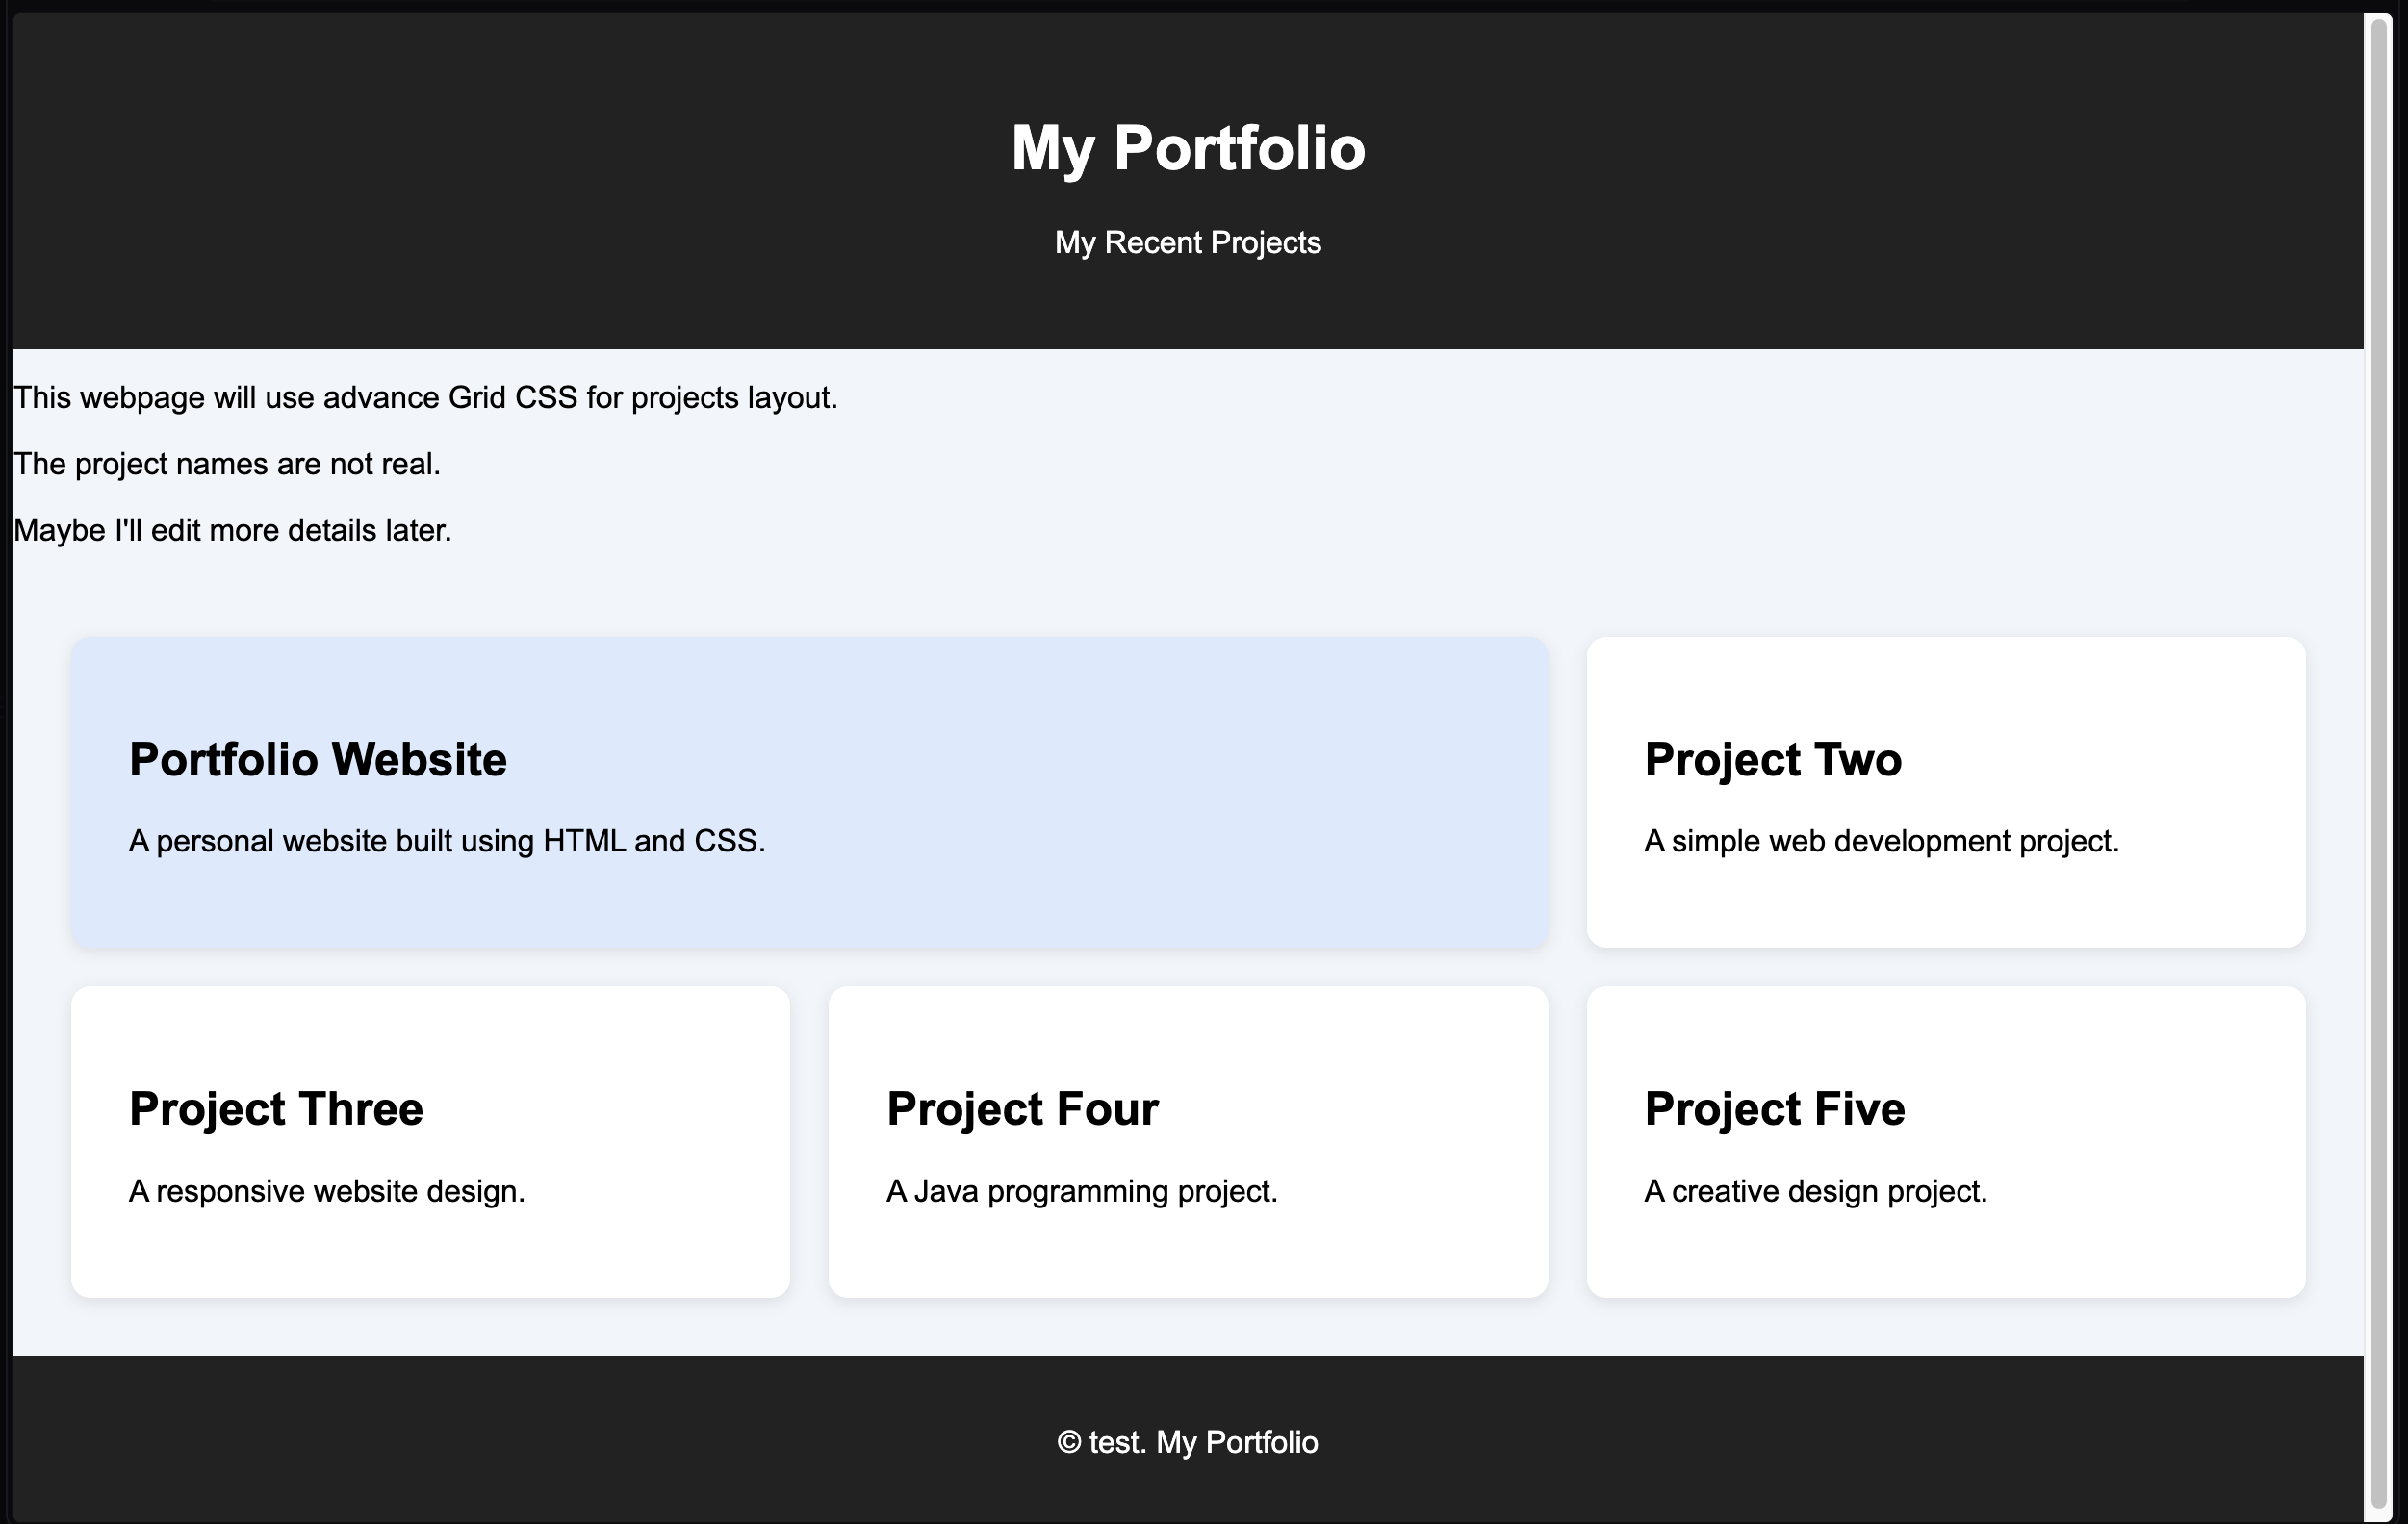 My Portfolio
My Recent Projects
This webpage will use advance Grid CSS for projects layout.
The project names are not real.
Maybe I'll edit more details later.
Portfolio Website
A personal website built using HTML and CSS.
Project Two
A simple web development project.
Project Three
A responsive website design.
Project Four
A Java programming project.
Project Five
A creative design project.
© test. My Portfolio